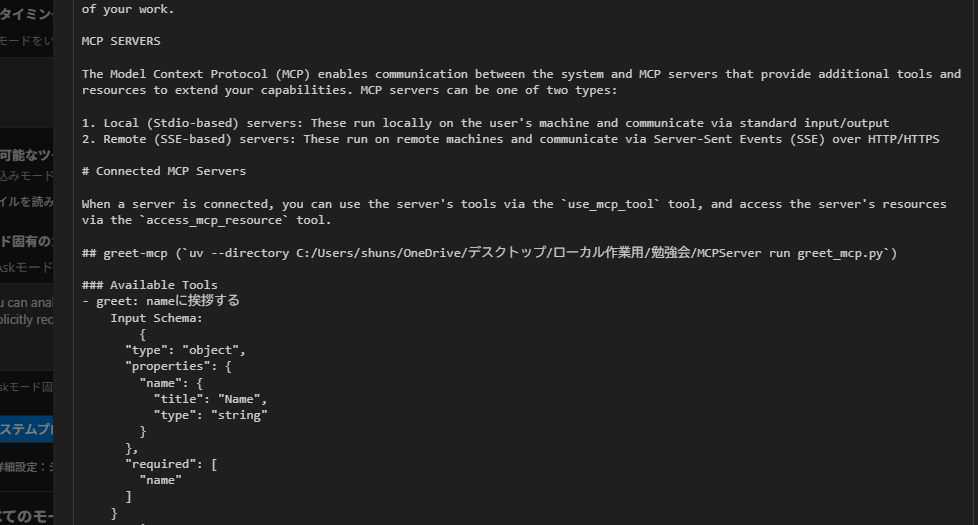 of your work.
MCP SERVERS
The Model Context Protocol (MCP) enables communication between the system and MCP servers that provide additional tools and
resources to extend your capabilities. MCP servers can be one of two types:
1. Local (Stdio-based) servers: These run locally on the user's machine and communicate via standard input/output
2. Remote (SSE-based) servers: These run on remote machines and communicate via Server-Sent Events (SSE) over HTTP/HTTPS
# Connected MCP Servers
When a server is connected, you can use the server's tools via the `use_mcp_tool` tool, and access the server's resources
via the `access_mcp_resource` tool.
## greet-mcp (`uv --directory C:/Users/shuns/OneDrive/デスクトップ/ローカル作業用/勉強会/MCPServer run greet_mcp.py`)
### Available Tools
- greet: nameに挨拶する
Input Schema:
{
"type": "object",
"properties": {
"name": {
"title": "Name",
"type": "string"
}
},
"required": [
"name"
]
}
タイミン
モードをい
可能なツー
込みモード
イルを読み
ド固有のカ
Askモード
u can anal
plicitly rec
skモード固
ステムプロ
詳細設定：シ
べてのモー